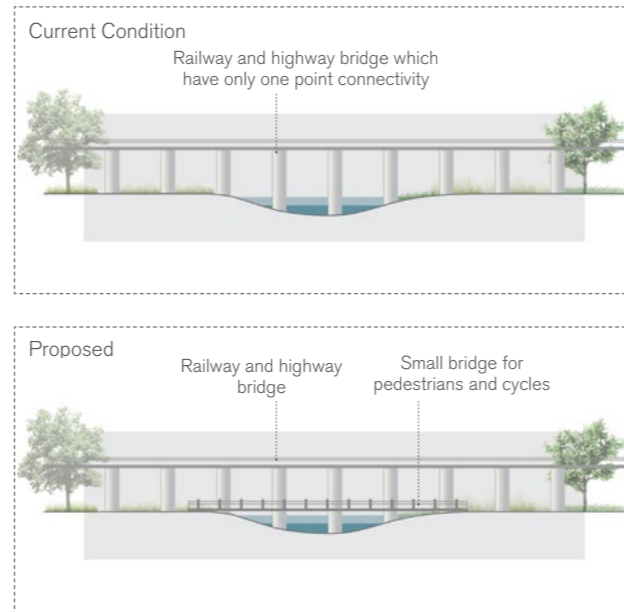 Current Condition
Railway and highway bridge which
have only one point connectivity
Proposed
Railway and highway
bridge
Small bridge for
pedestrians and cycles